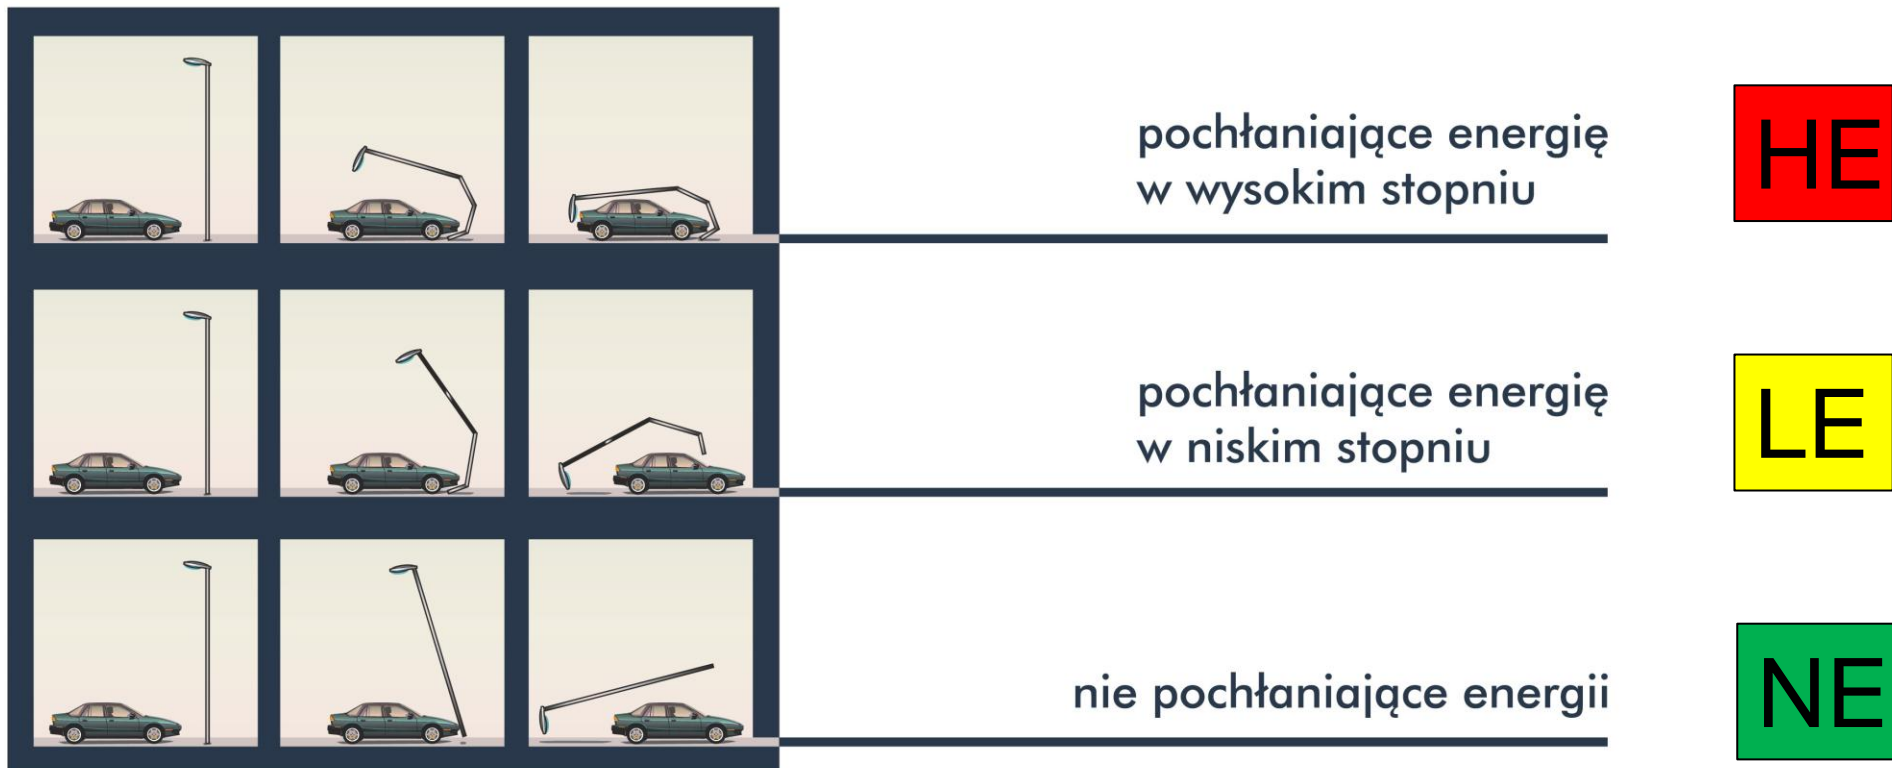 pochłaniające energię
w wysokim stopniu
HE
pochłaniające energię
w niskim stopniu
LE
nie pochłaniające energii
NE